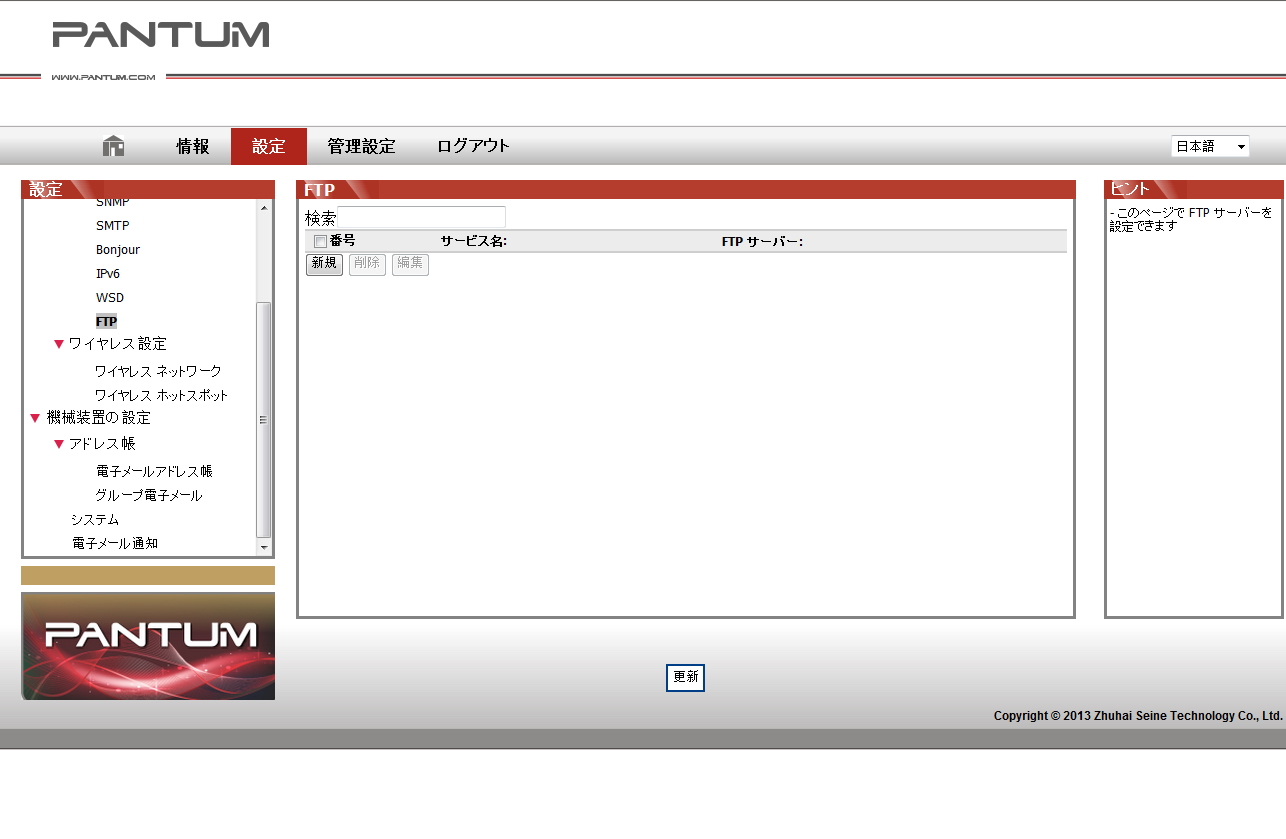 PANTUM
WWW.PANTUM.COM
情報 設定 管理設定 ログアウト 日本語
設定
SNMP
SMTP
Bonjour
IPv6
WSD
FTP
ワイヤレス設定
ワイヤレス ネットワーク
ワイヤレス ホットスポット
機械装置の設定
アドレス帳
電子メールアドレス帳
グループ電子メール
システム
電子メール通知
PANTUM
FTP
検索
番号 サービス名: FTP サーバー:
新規 削除 編集
ヒント
- このページで FTP サーバーを
設定できます
更新
Copyright © 2013 Zhuhai Seine Technology Co., Ltd.